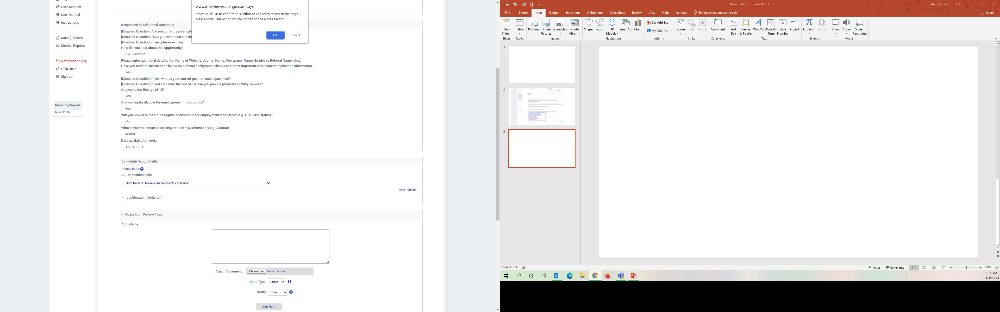 User Account
User Manual
Instructions
Manage Users
Metrics Reports
Notifications (53)
Help Desk
Sign out
Recently Viewed
Jane Smith
www.interviewexchange.com says
Please click OK to confirm this action or Cancel to return to the page.
Please Note: This action will be logged to the Notes section.
OK Cancel
Responses to Additional Questions
[Disabled Question] Are you currently an emplo
[Disabled Question] Have you ever been convic
[Disabled Question] If yes, please explain:
How did you hear about this opportunity?
RWU website
Please enter additional details: (i.e. Name of Website, Journal Name, Newspaper Name, Employee Referral Name, etc.):
Have you read the instructions below on criminal background checks and other important employment application information?
Yes
[Disabled Question] If yes, what is your current position and department?
[Disabled Question] If you are under the age of 18, can you provide proof of eligibility To work?
Are you under the age of 18?
Yes
Are you legally eligible for employment in this country?
Yes
Will you now or in the future require sponsorship for employment visa status (e.g. H-1B visa status)?
No
What is your minimum salary requirement? (Numbers only e.g. $45000)
40000
Date available for work:
12/01/2021
Candidate Report Fields
Instructions
Disposition code
Does Not Meet Minimum Requirements - Education
Save Cancel
Justification (Optional)
Notes from Review Team
Add a Note:
Attach Document: Choose File No file chosen
Note Type: Public
Notify: None
Add Note
Presentation1 - PowerPoint
Arce, Jennifer
File Home Insert Design Transitions Animations Slide Show Review View Help Acrobat Tell me what you want to do
Share
New Slide Table Pictures Online Pictures Screenshot Photo Album Shapes Icons 3D Models SmartArt Chart Get Add-ins My Add-ins Zoom Link Action Comment Text Box Header & Footer WordArt Date & Time Slide Number Object Equation Symbol Video Audio Screen Recording
Slides Tables Images Illustrations Add-ins Links Comments Text Symbols Media
1
2
3
Slide 3 of 3
Notes Comments 114%
1:51 PM
11/15/2021